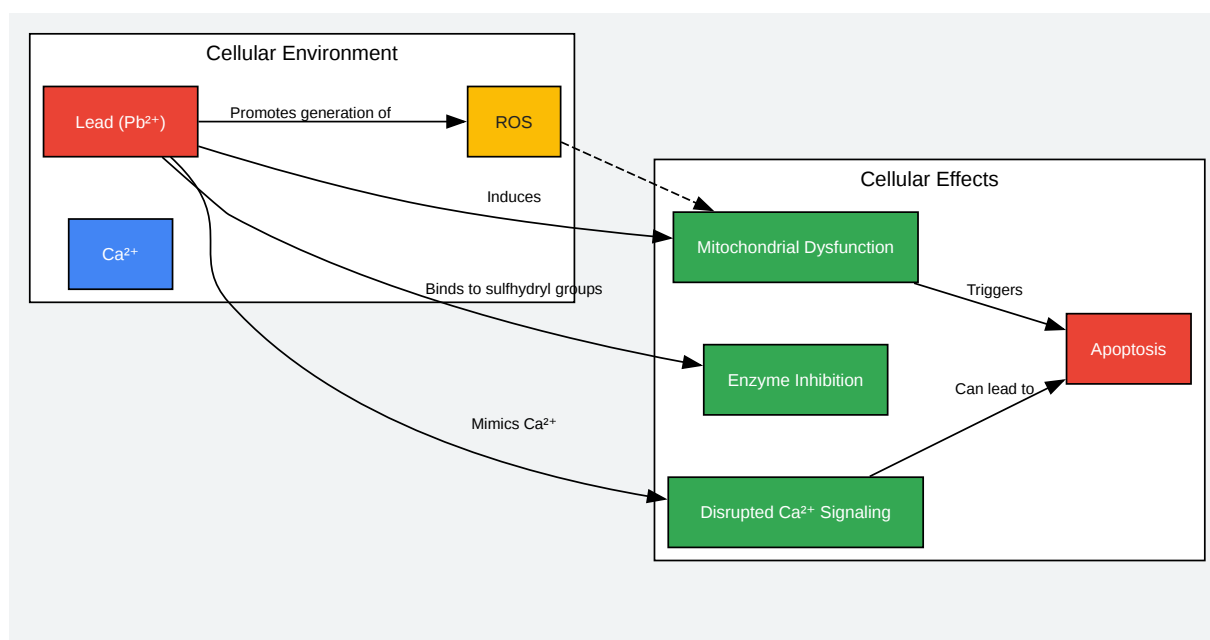 Cellular Environment
Lead (Pb²⁺)
Promotes generation of
ROS
Ca²⁺
Induces
Binds to sulfhydryl groups
Mimics Ca²⁺
Cellular Effects
Mitochondrial Dysfunction
Triggers
Enzyme Inhibition
Apoptosis
Can lead to
Disrupted Ca²⁺ Signaling